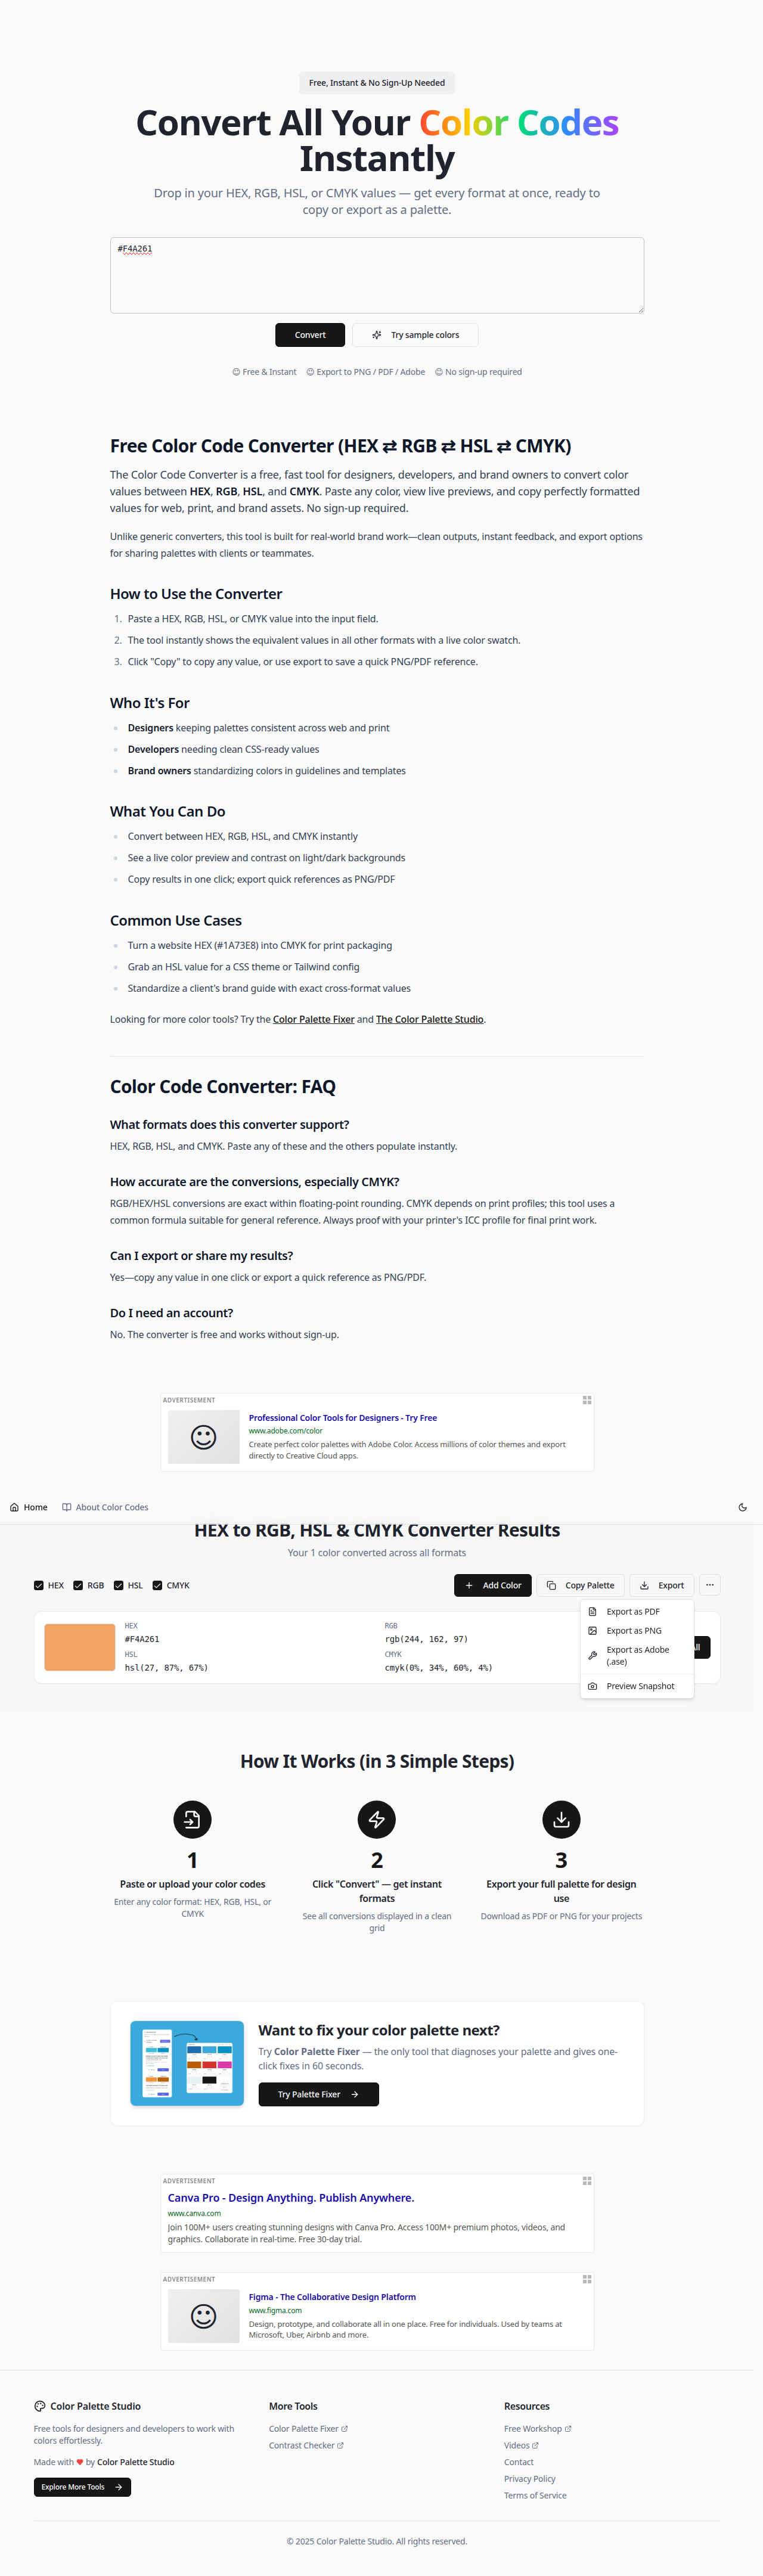 Free, Instant & No Sign-Up Needed
Convert All Your Color Codes
Instantly
Drop in your HEX, RGB, HSL, or CMYK values — get every format at once, ready to
copy or export as a palette.
#F4A261
Convert
Try sample colors
Free & Instant
Export to PNG / PDF / Adobe
No sign-up required
Free Color Code Converter (HEX ⇄ RGB ⇄ HSL ⇄ CMYK)
The Color Code Converter is a free, fast tool for designers, developers, and brand owners to convert color
values between HEX, RGB, HSL, and CMYK. Paste any color, view live previews, and copy perfectly formatted
values for web, print, and brand assets. No sign-up required.
Unlike generic converters, this tool is built for real-world brand work—clean outputs, instant feedback, and export options
for sharing palettes with clients or teammates.
How to Use the Converter
1. Paste a HEX, RGB, HSL, or CMYK value into the input field.
2. The tool instantly shows the equivalent values in all other formats with a live color swatch.
3. Click "Copy" to copy any value, or use export to save a quick PNG/PDF reference.
Who It's For
Designers keeping palettes consistent across web and print
Developers needing clean CSS-ready values
Brand owners standardizing colors in guidelines and templates
What You Can Do
Convert between HEX, RGB, HSL, and CMYK instantly
See a live color preview and contrast on light/dark backgrounds
Copy results in one click; export quick references as PNG/PDF
Common Use Cases
Turn a website HEX (#1A73E8) into CMYK for print packaging
Grab an HSL value for a CSS theme or Tailwind config
Standardize a client's brand guide with exact cross-format values
Looking for more color tools? Try the Color Palette Fixer and The Color Palette Studio.
Color Code Converter: FAQ
What formats does this converter support?
HEX, RGB, HSL, and CMYK. Paste any of these and the others populate instantly.
How accurate are the conversions, especially CMYK?
RGB/HEX/HSL conversions are exact within floating-point rounding. CMYK depends on print profiles; this tool uses a
common formula suitable for general reference. Always proof with your printer's ICC profile for final print work.
Can I export or share my results?
Yes—copy any value in one click or export a quick reference as PNG/PDF.
Do I need an account?
No. The converter is free and works without sign-up.
ADVERTISEMENT
Professional Color Tools for Designers - Try Free
www.adobe.com/color
Create perfect color palettes with Adobe Color. Access millions of color themes and export
directly to Creative Cloud apps.
Home
About Color Codes
HEX to RGB, HSL & CMYK Converter Results
Your 1 color converted across all formats
HEX
RGB
HSL
CMYK
Add Color
Copy Palette
Export
HEX
#F4A261
RGB
rgb(244, 162, 97)
HSL
hsl(27, 87%, 67%)
CMYK
cmyk(0%, 34%, 60%, 4%)
All
Export as PDF
Export as PNG
Export as Adobe
(.ase)
Preview Snapshot
How It Works (in 3 Simple Steps)
1
Paste or upload your color codes
Enter any color format: HEX, RGB, HSL, or
CMYK
2
Click "Convert" — get instant
formats
See all conversions displayed in a clean
grid
3
Export your full palette for design
use
Download as PDF or PNG for your projects
Want to fix your color palette next?
Try Color Palette Fixer — the only tool that diagnoses your palette and gives one-
click fixes in 60 seconds.
Try Palette Fixer
ADVERTISEMENT
Canva Pro - Design Anything. Publish Anywhere.
www.canva.com
Join 100M+ users creating stunning designs with Canva Pro. Access 100M+ premium photos, videos, and
graphics. Collaborate in real-time. Free 30-day trial.
ADVERTISEMENT
Figma - The Collaborative Design Platform
www.figma.com
Design, prototype, and collaborate all in one place. Free for individuals. Used by teams at
Microsoft, Uber, Airbnb and more.
Color Palette Studio
Free tools for designers and developers to work with
colors effortlessly.
Made with ♥ by Color Palette Studio
Explore More Tools
More Tools
Color Palette Fixer
Contrast Checker
Resources
Free Workshop
Videos
Contact
Privacy Policy
Terms of Service
© 2025 Color Palette Studio. All rights reserved.